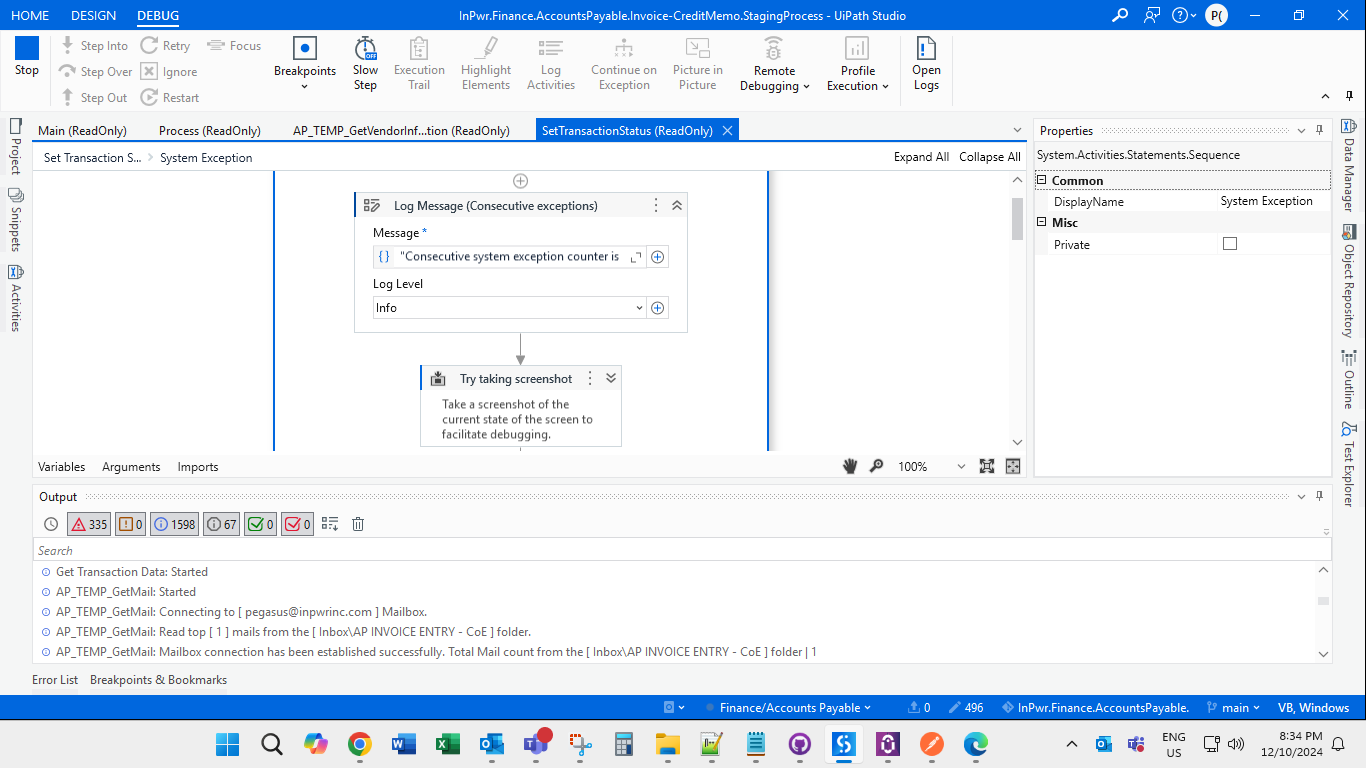 HOME DESIGN DEBUG InPwr.Finance.AccountsPayable.Invoice-CreditMemo.StagingProcess - UiPath Studio P(
Stop
Step Into Retry Focus
Step Over Ignore
Step Out Restart
Breakpoints
Slow Step
Execution Trail
Highlight Elements
Log Activities
Continue on Exception
Picture in Picture
Remote Debugging
Profile Execution
Open Logs
OFF
Main (ReadOnly) Process (ReadOnly) AP_TEMP_GetVendorInf...tion (ReadOnly) SetTransactionStatus (ReadOnly)
Set Transaction S... > System Exception Expand All Collapse All
Project
Snippets
Activities
Log Message (Consecutive exceptions)
Message *
{} "Consecutive system exception counter is
Log Level
Info
Try taking screenshot
Take a screenshot of the
current state of the screen to
facilitate debugging.
Variables Arguments Imports 100%
Properties
System.Activities.Statements.Sequence
Common
DisplayName System Exception
Misc
Private
Data Manager
Object Repository
Outline
Test Explorer
Output
335 0 1598 67 0 0
Search
Get Transaction Data: Started
AP_TEMP_GetMail: Started
AP_TEMP_GetMail: Connecting to [ pegasus@inpwrinc.com ] Mailbox.
AP_TEMP_GetMail: Read top [ 1 ] mails from the [ Inbox\AP INVOICE ENTRY - CoE ] folder.
AP_TEMP_GetMail: Mailbox connection has been established successfully. Total Mail count from the [ Inbox\AP INVOICE ENTRY - CoE ] folder | 1
Error List Breakpoints & Bookmarks
Finance/Accounts Payable 0 496 InPwr.Finance.AccountsPayable. main VB, Windows
ENG
US
8:34 PM
12/10/2024